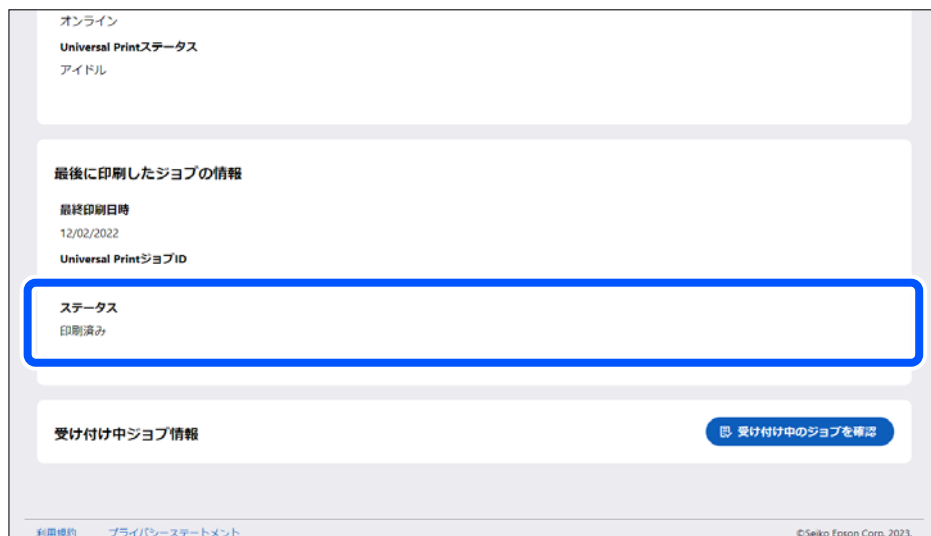 オンライン
Universal Printステータス
アイドル
最後に印刷したジョブの情報
最終印刷日時
12/02/2022
Universal PrintジョブID
ステータス
印刷済み
受け付け中ジョブ情報
受け付け中のジョブを確認
利用規約 プライバシーステートメント
©Seiko Epson Corp. 2023.